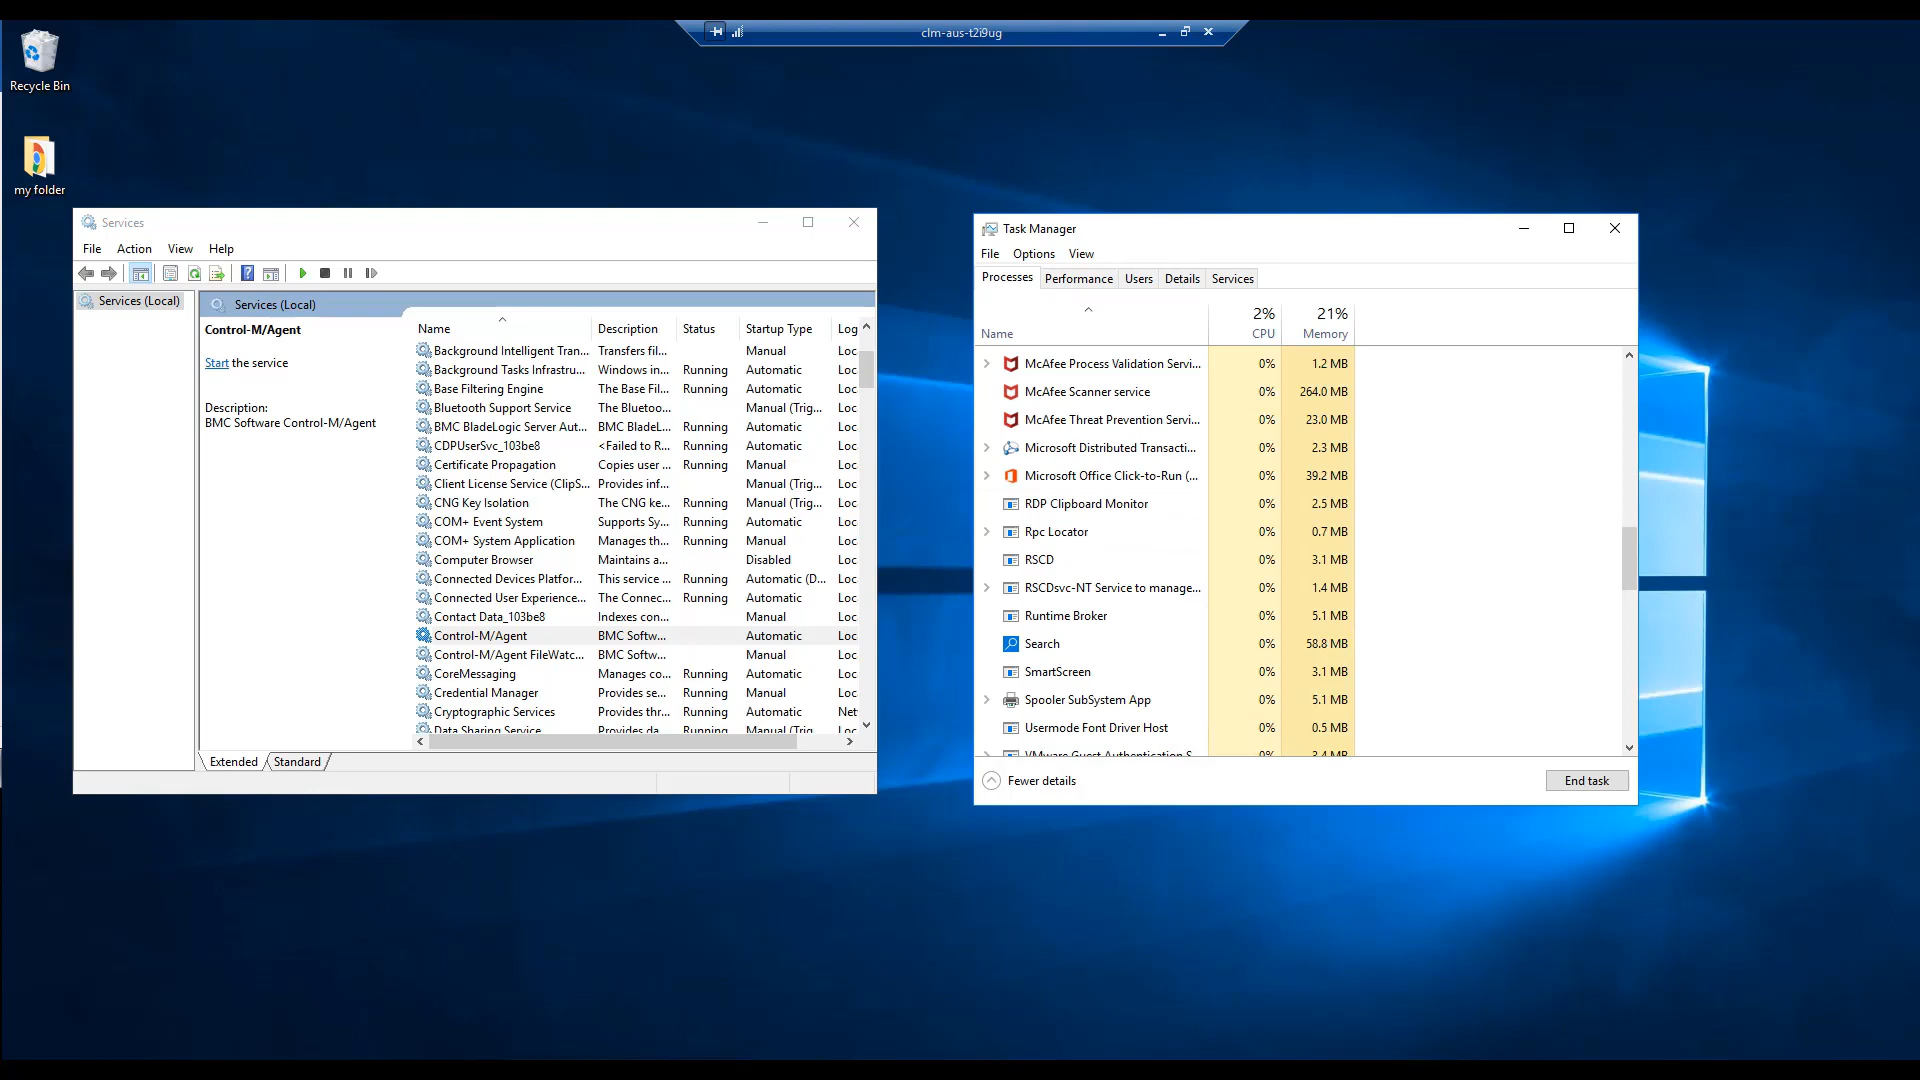 clm-aus-t2i9ug
Recycle Bin
my folder
Services
File Action View Help
Services (Local)
Services (Local)
Control-M/Agent
Start the service
Description:
BMC Software Control-M/Agent
Name Description Status Startup Type Log
Background Intelligent Tran... Transfers fil... Manual Loc
Background Tasks Infrastru... Windows in... Running Automatic Loc
Base Filtering Engine The Base Fil... Running Automatic Loc
Bluetooth Support Service The Bluetoo... Manual (Trig... Loc
BMC BladeLogic Server Aut... BMC BladeL... Running Automatic Loc
CDPUserSvc_103be8 <Failed to R... Running Automatic Loc
Certificate Propagation Copies user ... Running Manual Loc
Client License Service (ClipS... Provides inf... Manual (Trig... Loc
CNG Key Isolation The CNG ke... Running Manual (Trig... Loc
COM+ Event System Supports Sy... Running Automatic Loc
COM+ System Application Manages th... Running Manual Loc
Computer Browser Maintains a... Disabled Loc
Connected Devices Platfor... This service ... Running Automatic (D... Loc
Connected User Experience... The Connec... Running Automatic Loc
Contact Data_103be8 Indexes con... Manual Loc
Control-M/Agent BMC Softw... Automatic Loc
Control-M/Agent FileWatc... BMC Softw... Manual Loc
CoreMessaging Manages co... Running Automatic Loc
Credential Manager Provides se... Running Manual Loc
Cryptographic Services Provides thr... Running Automatic Net
Data Sharing Service Provides da... Running Manual (Trig...
Extended Standard
Task Manager
File Options View
Processes Performance Users Details Services
2% 21%
Name CPU Memory
McAfee Process Validation Servi... 0% 1.2 MB
McAfee Scanner service 0% 264.0 MB
McAfee Threat Prevention Servi... 0% 23.0 MB
Microsoft Distributed Transacti... 0% 2.3 MB
Microsoft Office Click-to-Run (... 0% 39.2 MB
RDP Clipboard Monitor 0% 2.5 MB
Rpc Locator 0% 0.7 MB
RSCD 0% 3.1 MB
RSCDsvc-NT Service to manage... 0% 1.4 MB
Runtime Broker 0% 5.1 MB
Search 0% 58.8 MB
SmartScreen 0% 3.1 MB
Spooler SubSystem App 0% 5.1 MB
Usermode Font Driver Host 0% 0.5 MB
VMware Guest Authentication S... 0% 3.4 MB
Fewer details End task